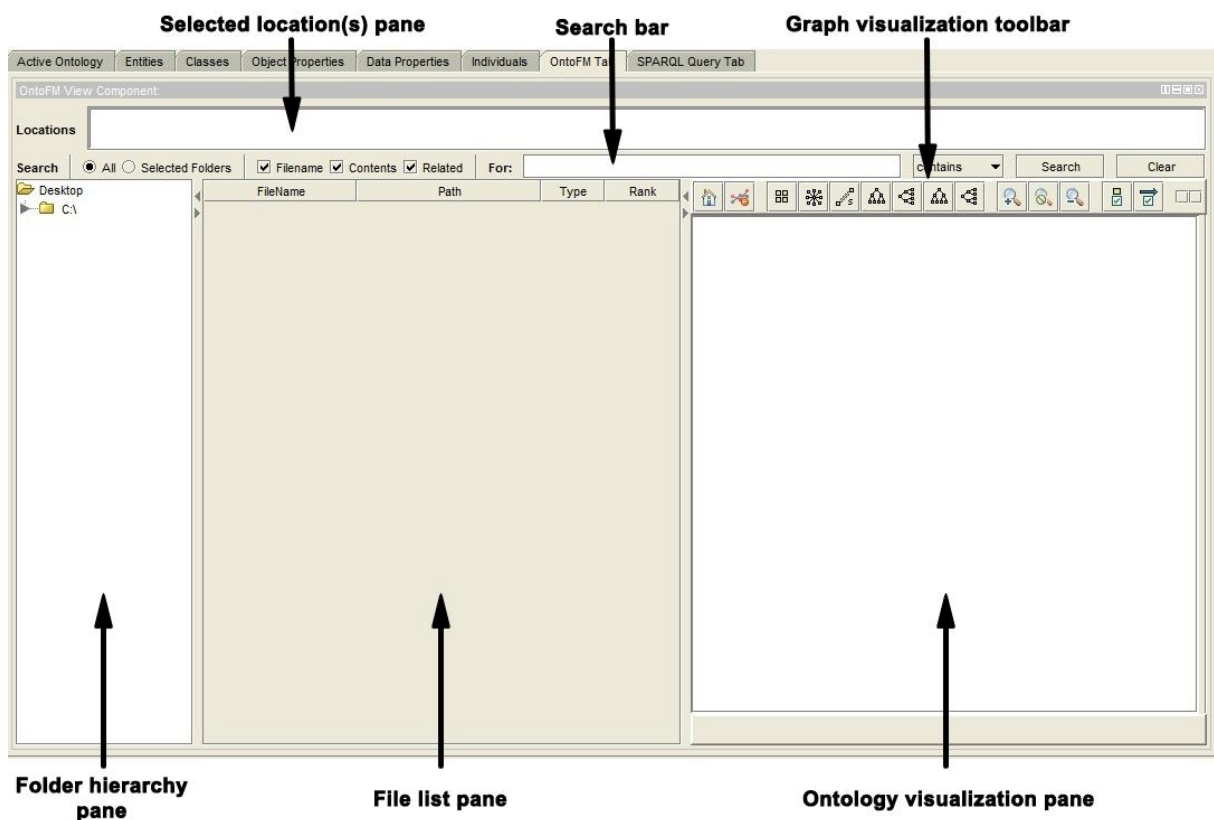 Selected location(s) pane Search bar Graph visualization toolbar
Active Ontology Entities Classes Object Properties Data Properties Individuals OntoFM Tab SPARQL Query Tab
OntoFM View Component:
Locations
Search All Selected Folders Filename Contents Related For: contains Search Clear
Desktop FileName Path Type Rank
C:\
Folder hierarchy
pane
File list pane
Ontology visualization pane